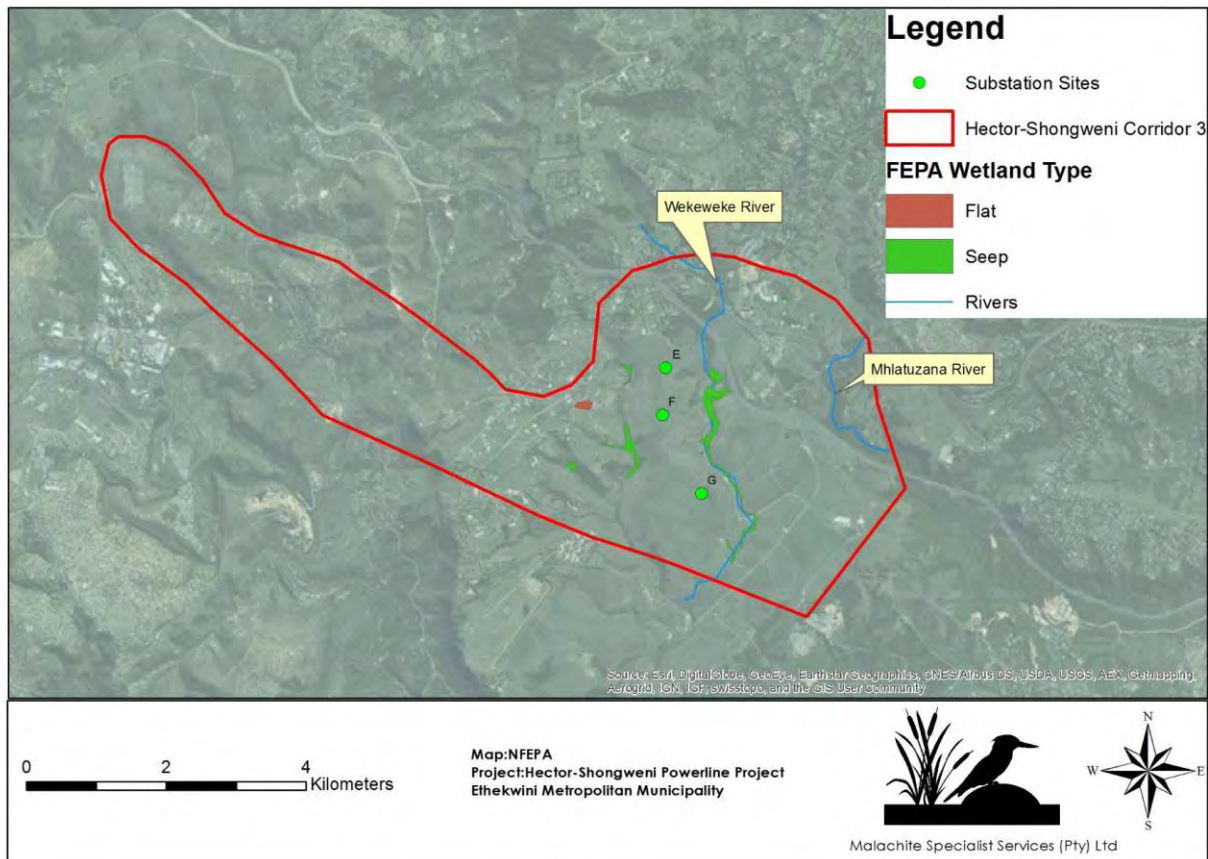 Legend
Substation Sites
Hector-Shongweni Corridor 3
FEPA Wetland Type
Flat
Seep
Rivers
Wekeweke River
Mhlatuzana River
E
F
G
Source: Esri, DigitalGlobe, GeoEye, Earthstar Geographics, CNES/Airbus DS, USDA, USGS, AEX, Getmapping,
Aerogrid, IGN, IGP, swisstopo, and the GIS User Community
0 2 4
Kilometers
Map:NFEPA
Project:Hector-Shongweni Powerline Project
Ethekwini Metropolitan Municipality
Malachite Specialist Services (Pty) Ltd
N
W E
S